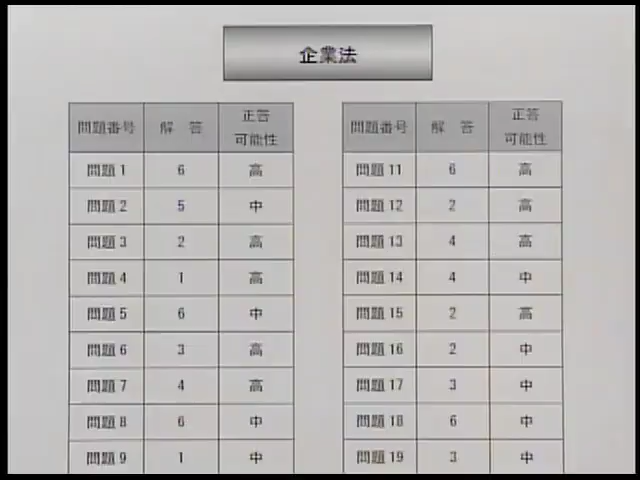 企業法
問題番号 解答 正答可能性
問題1 6 高
問題2 5 中
問題3 2 高
問題4 1 高
問題5 6 中
問題6 3 高
問題7 4 高
問題8 6 中
問題9 1 中
問題番号 解答 正答可能性
問題11 6 高
問題12 2 高
問題13 4 高
問題14 4 中
問題15 2 高
問題16 2 中
問題17 3 中
問題18 6 中
問題19 3 中